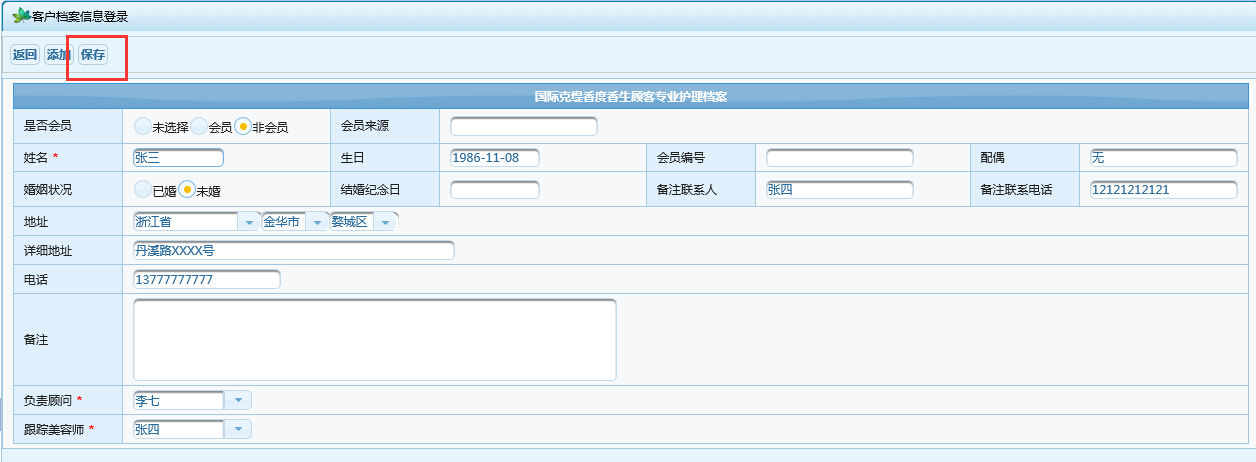 客户档案信息登录
返回 添加 保存
国际克缇香度香生顾客专业护理档案
是否会员 未选择 会员 非会员 会员来源
姓名 * 张三 生日 1986-11-08 会员编号 配偶 无
婚姻状况 已婚 未婚 结婚纪念日 备注联系人 张四 备注联系电话 12121212121
地址 浙江省 金华市 婺城区
详细地址 丹溪路XXXX号
电话 13777777777
备注
负责顾问 * 李七
跟踪美容师 * 张四